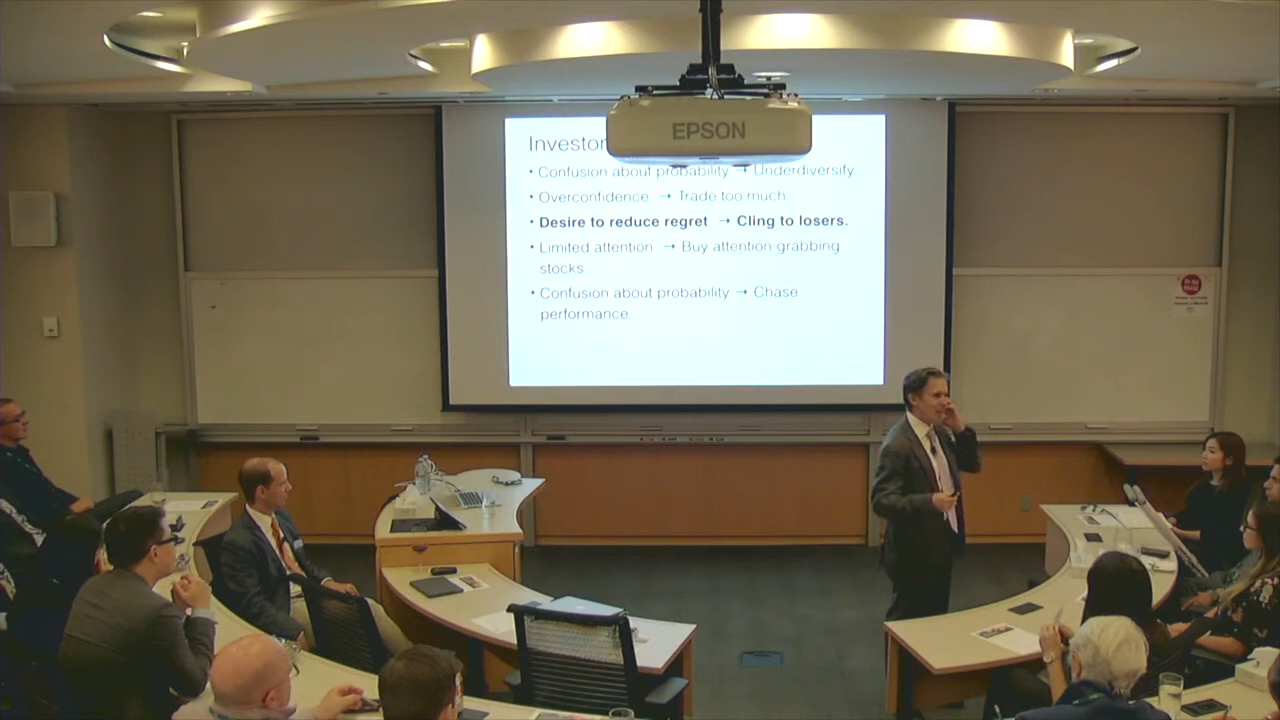 EPSON
Investor
• Confusion about probability → Underdiversify
• Overconfidence → Trade too much
• Desire to reduce regret → Cling to losers.
• Limited attention → Buy attention grabbing
stocks
• Confusion about probability → Chase
performance